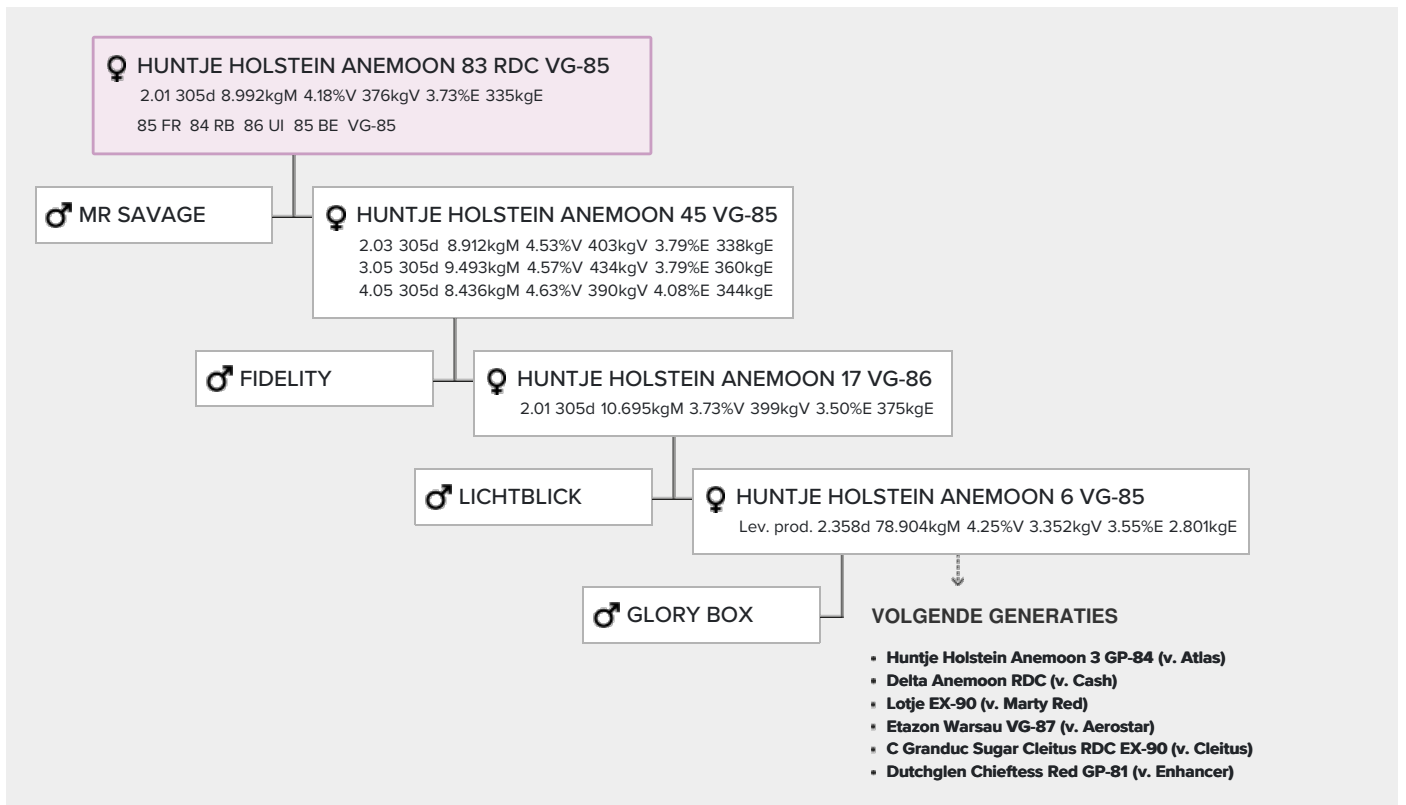 HUNTJE HOLSTEIN ANEMOON 83 RDC VG-85
2.01 305d 8.992kgM 4.18%V 376kgV 3.73%E 335kgE
85 FR 84 RB 86 UI 85 BE VG-85
MR SAVAGE
HUNTJE HOLSTEIN ANEMOON 45 VG-85
2.03 305d 8.912kgM 4.53%V 403kgV 3.79%E 338kgE
3.05 305d 9.493kgM 4.57%V 434kgV 3.79%E 360kgE
4.05 305d 8.436kgM 4.63%V 390kgV 4.08%E 344kgE
FIDELITY
HUNTJE HOLSTEIN ANEMOON 17 VG-86
2.01 305d 10.695kgM 3.73%V 399kgV 3.50%E 375kgE
LICHTBLICK
HUNTJE HOLSTEIN ANEMOON 6 VG-85
Lev. prod. 2.358d 78.904kgM 4.25%V 3.352kgV 3.55%E 2.801kgE
GLORY BOX
VOLGENDE GENERATIES
▪ Huntje Holstein Anemoon 3 GP-84 (v. Atlas)
▪ Delta Anemoon RDC (v. Cash)
▪ Lotje EX-90 (v. Marty Red)
▪ Etazon Warsau VG-87 (v. Aerostar)
▪ C Granduc Sugar Cleitus RDC EX-90 (v. Cleitus)
▪ Dutchglen Chieftess Red GP-81 (v. Enhancer)